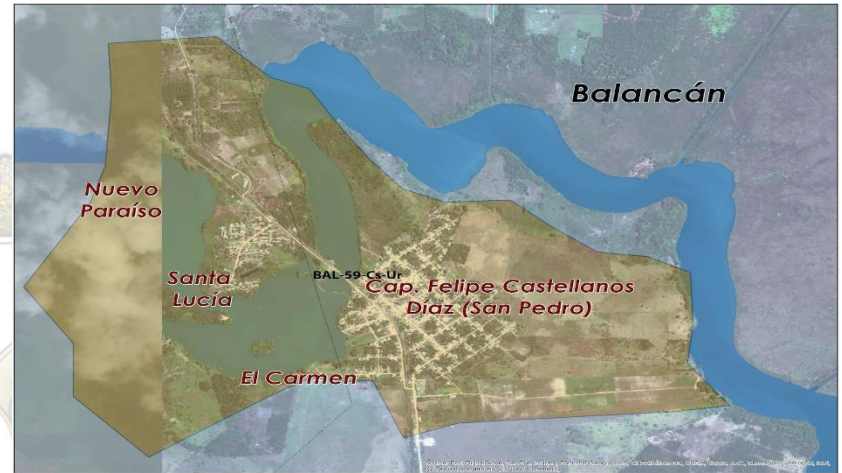 Balancán
Nuevo
Paraíso
Santa
Lucía
BAL-59-Cs-Ur
Cap. Felipe Castellanos
Díaz (San Pedro)
El Carmen